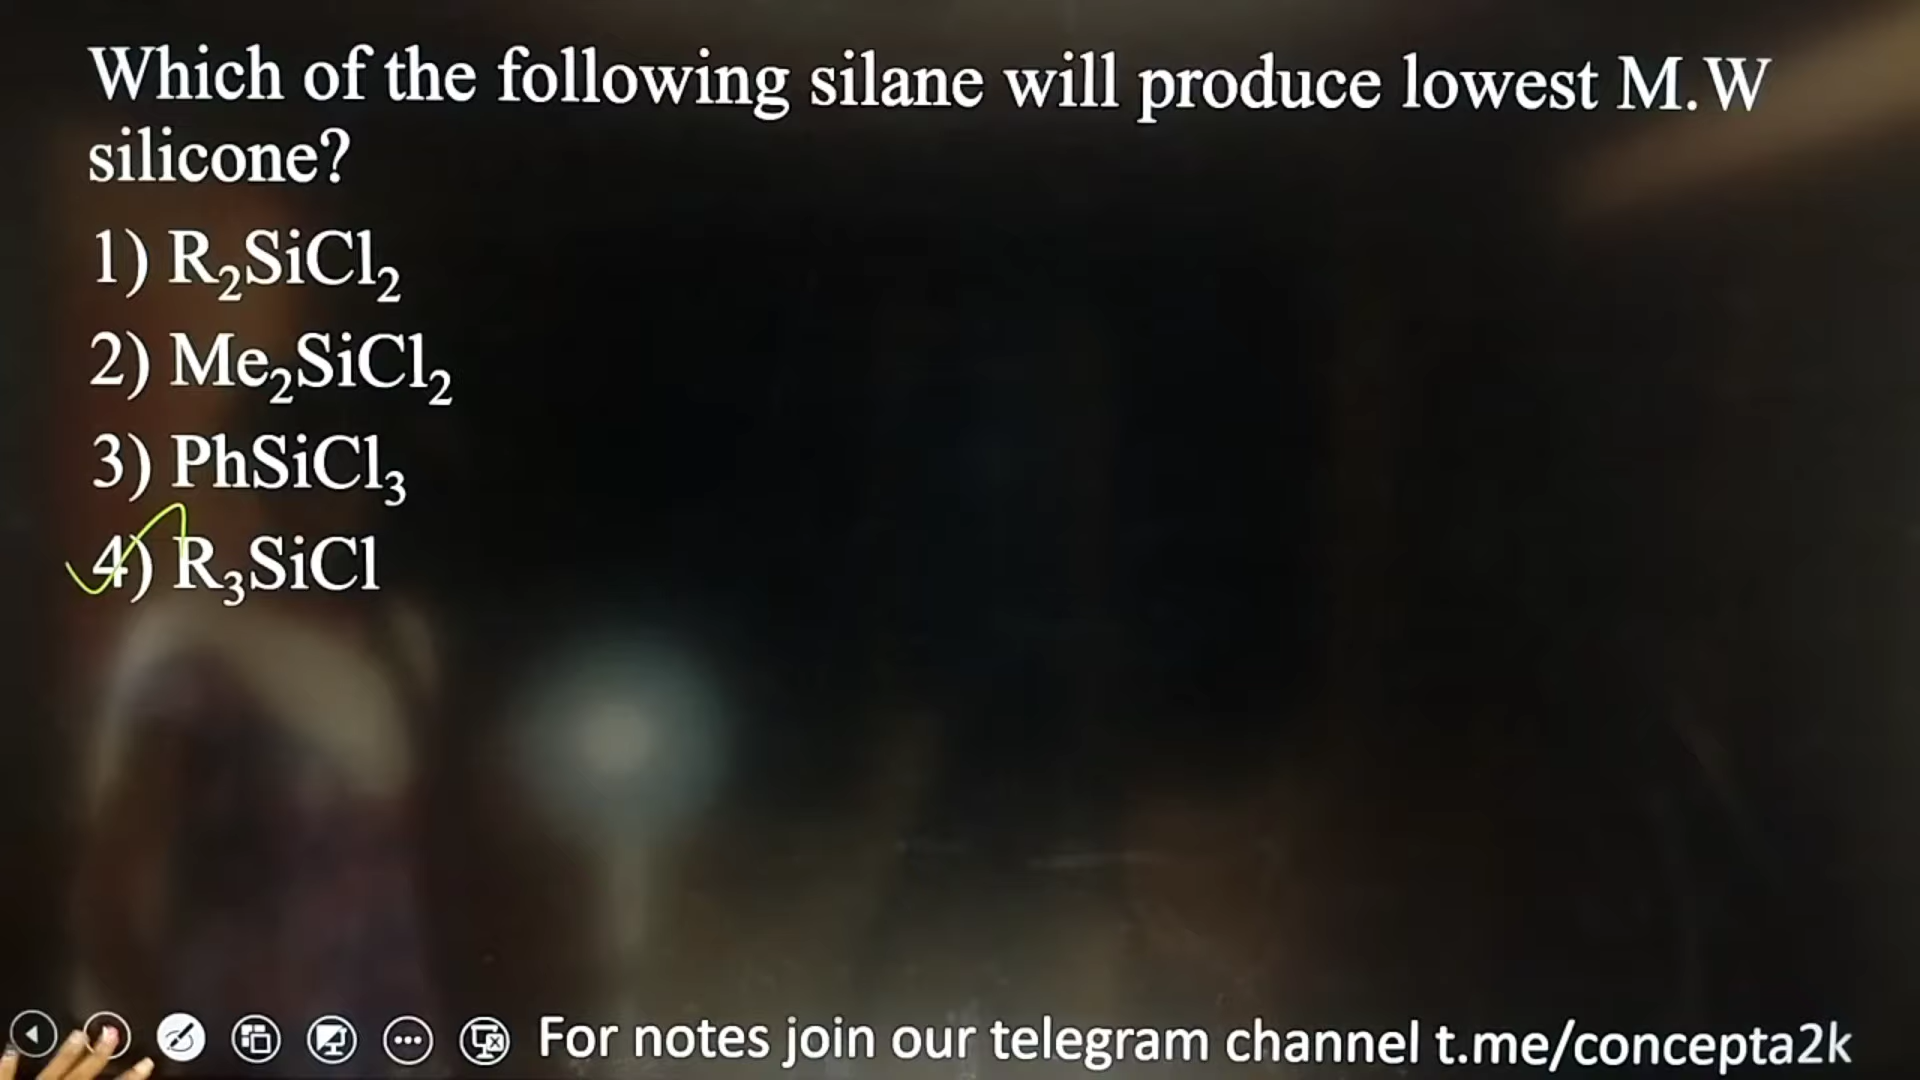 Which of the following silane will produce lowest M.W
silicone?
1) R₂SiCl₂
2) Me₂SiCl₂
3) PhSiCl₃
4) R₃SiCl
For notes join our telegram channel t.me/concepta2k